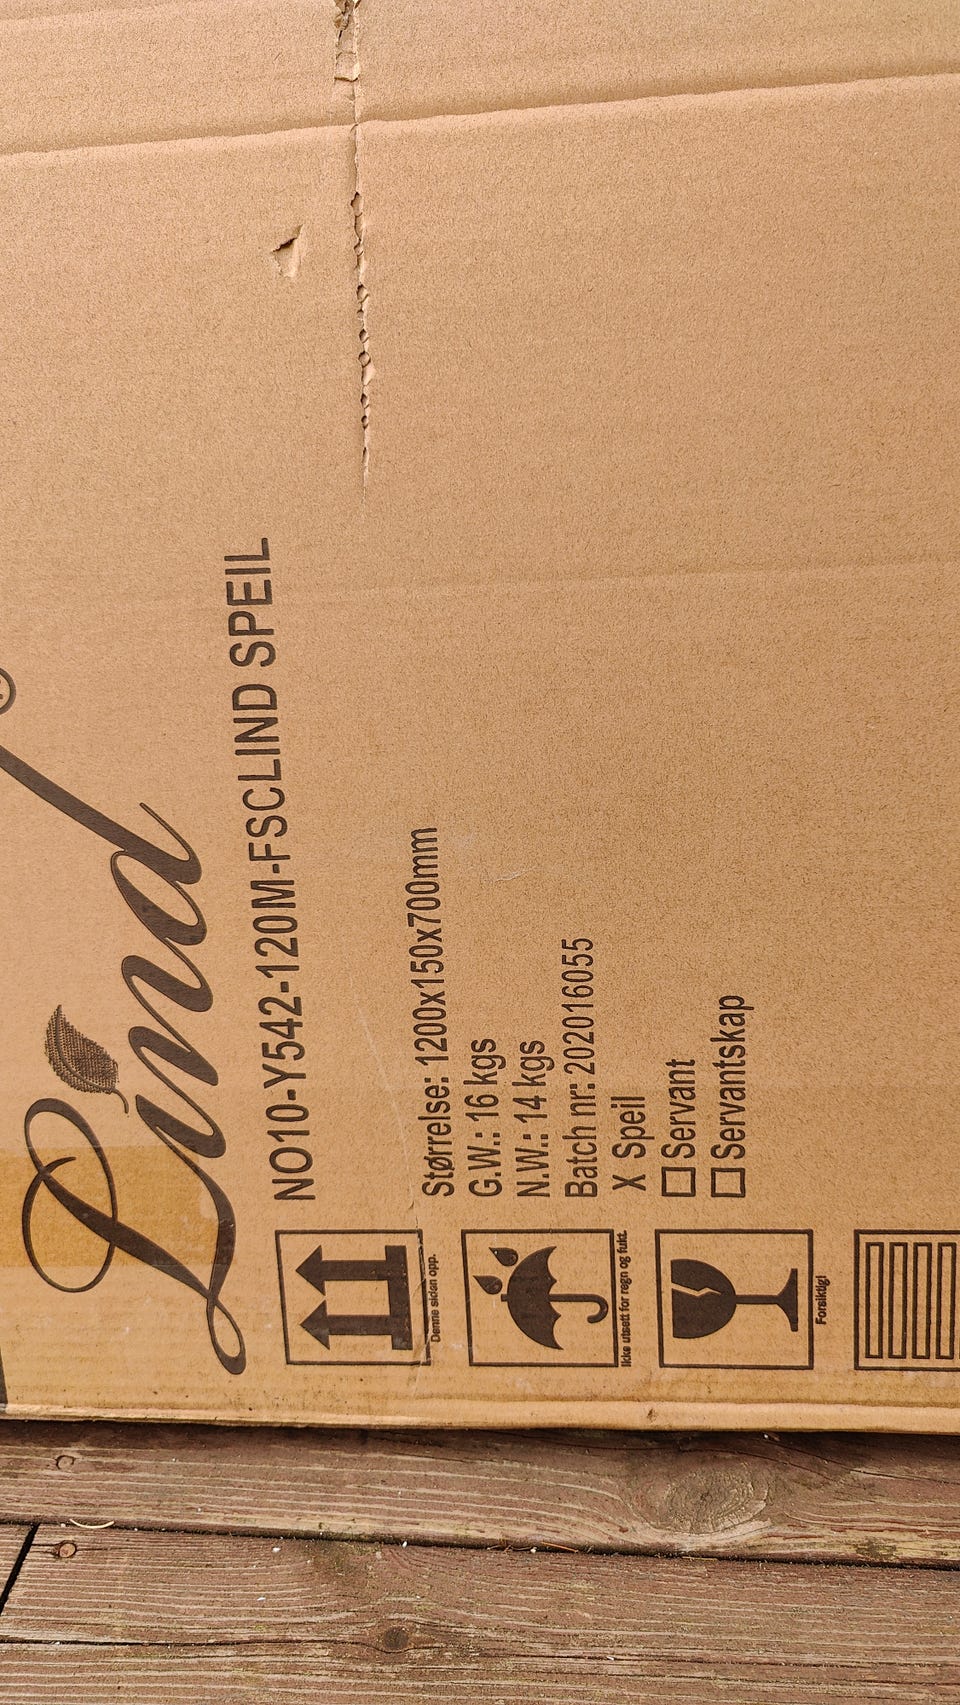 Lind®
NO10-Y542-120M-FSCLIND SPEIL
Størrelse: 1200x150x700mm
G.W.: 16 kgs
N.W.: 14 kgs
Batch nr: 202016055
X Speil
Servant
Servantskap
Denne siden opp.
Ikke utsett for regn og fukt.
Forsiktig!